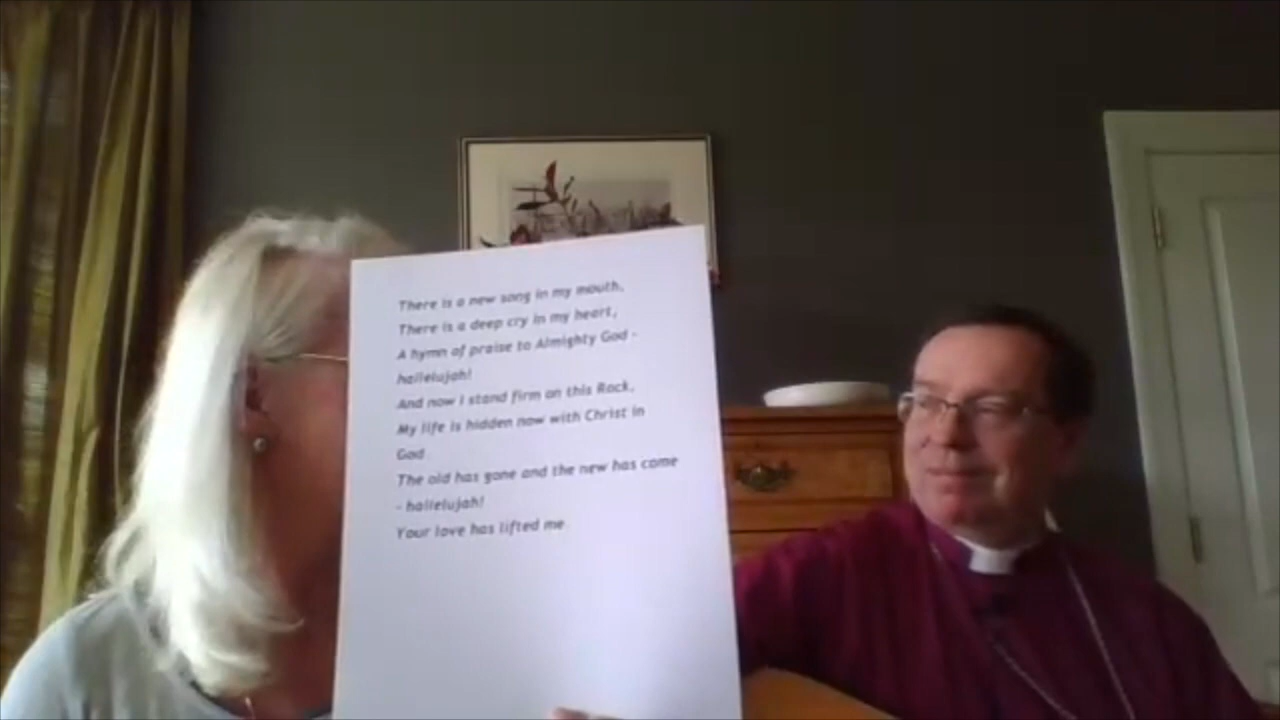 There is a new song in my mouth,
There is a deep cry in my heart,
A hymn of praise to Almighty God -
hallelujah!
And now I stand firm on this Rock,
My life is hidden now with Christ in
God
The old has gone and the new has come
- hallelujah!
Your love has lifted me